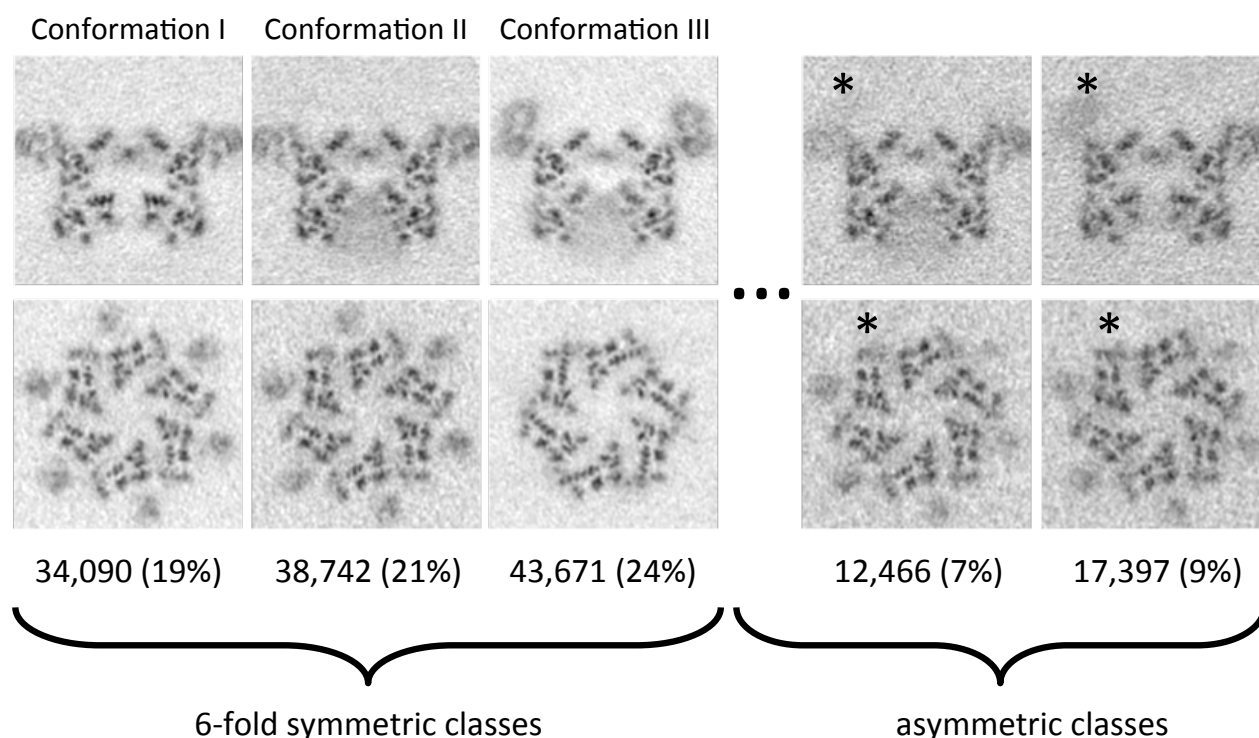 Conformation I Conformation II Conformation III
* *
...
* *
34,090 (19%) 38,742 (21%) 43,671 (24%) 12,466 (7%) 17,397 (9%)
6-fold symmetric classes asymmetric classes